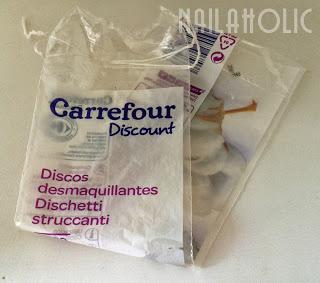 NAILAHOLIC
Carrefour
Discount
Discos
desmaquillantes
Dischetti
struccanti